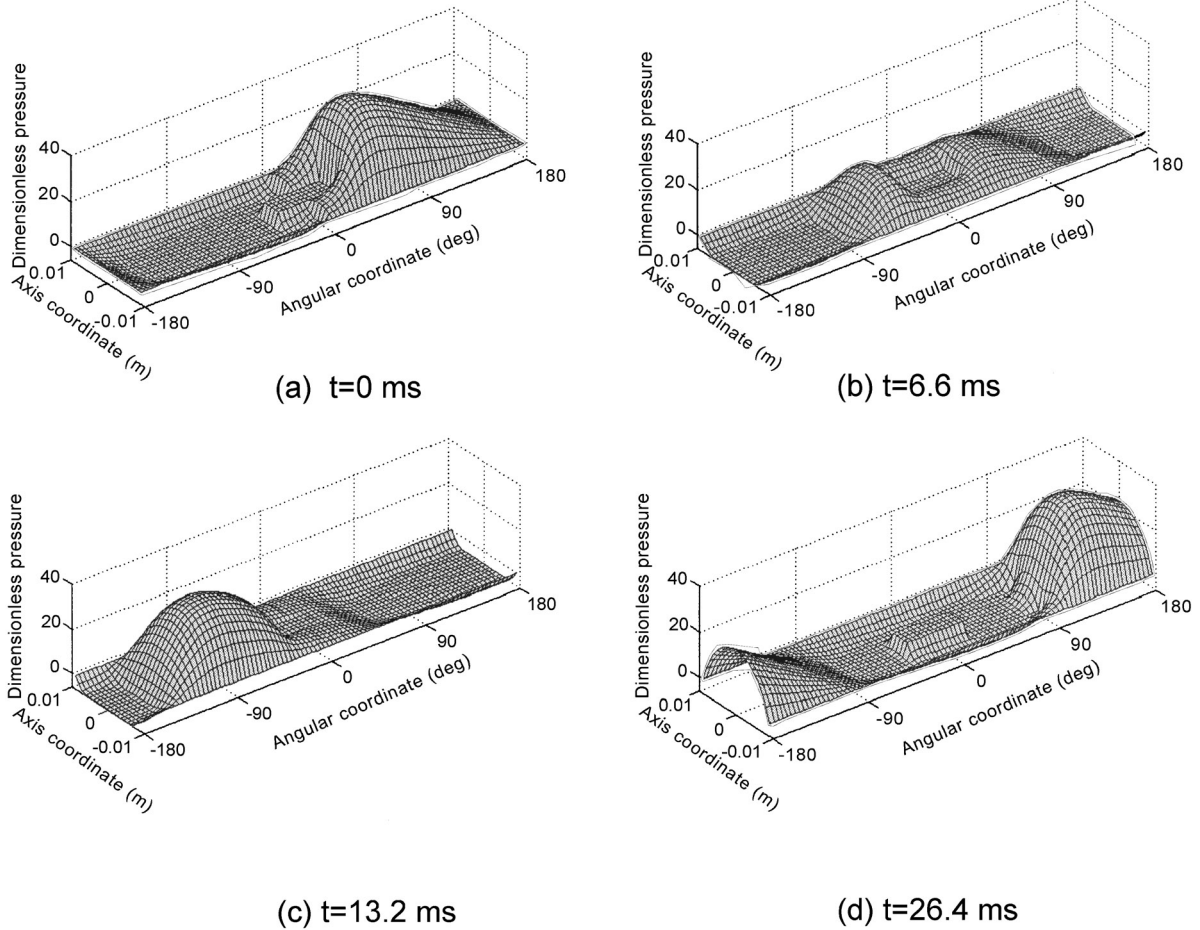 Dimensionless pressure
40
20
0
0.01
0
-0.01
Axis coordinate (m)
-180
-90
0
90
180
Angular coordinate (deg)
(a) t=0 ms
Dimensionless pressure
40
20
0
0.01
0
-0.01
Axis coordinate (m)
-180
-90
0
90
180
Angular coordinate (deg)
(b) t=6.6 ms
Dimensionless pressure
40
20
0
0.01
0
-0.01
Axis coordinate (m)
-180
-90
0
90
180
Angular coordinate (deg)
(c) t=13.2 ms
Dimensionless pressure
40
20
0
0.01
0
-0.01
Axis coordinate (m)
-180
-90
0
90
180
Angular coordinate (deg)
(d) t=26.4 ms